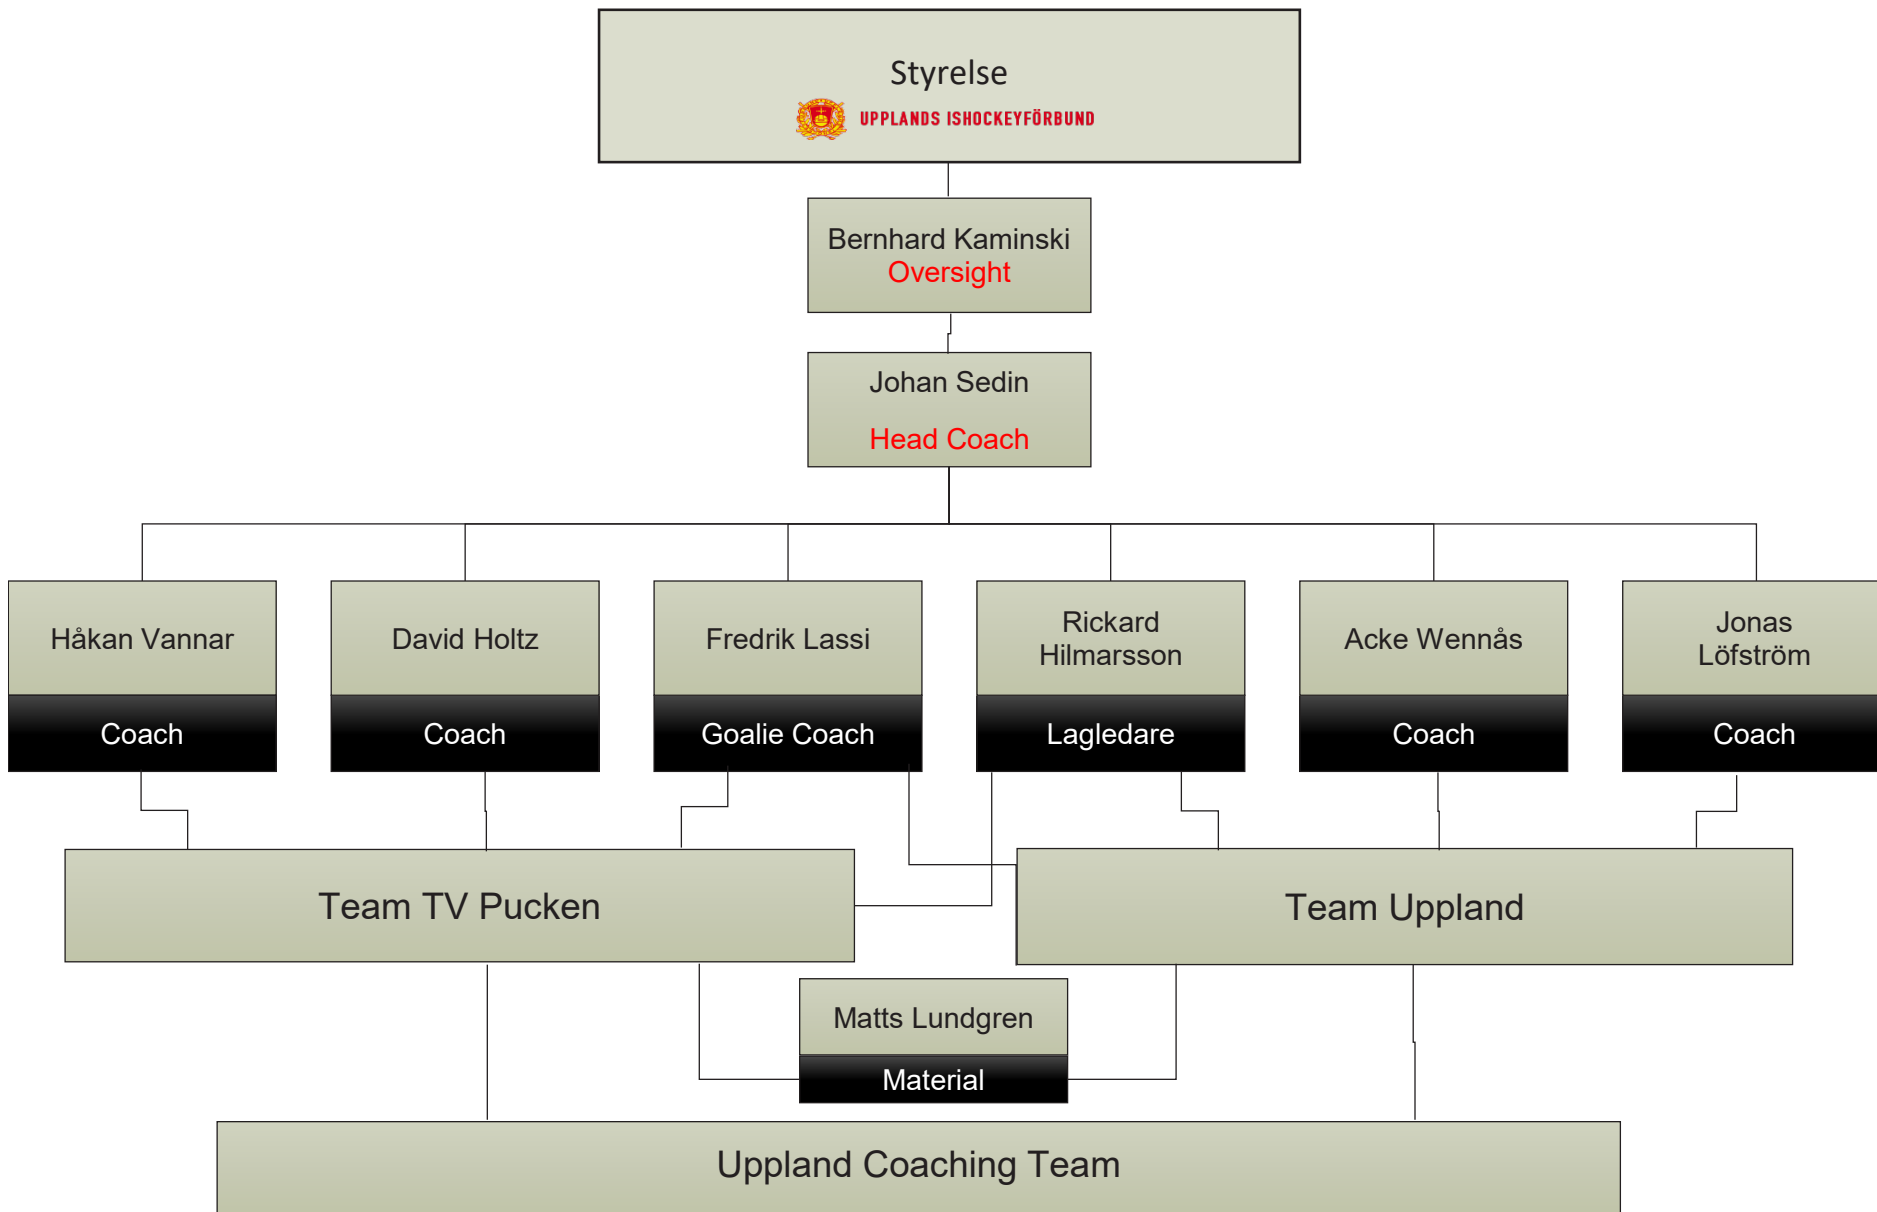 Styrelse
UPPLANDS ISHOCKEYFÖRBUND
Bernhard Kaminski
Oversight
Johan Sedin
Head Coach
Håkan Vannar
Coach
David Holtz
Coach
Fredrik Lassi
Goalie Coach
Rickard
Hilmarsson
Lagledare
Acke Wennås
Coach
Jonas
Löfström
Coach
Team TV Pucken
Team Uppland
Matts Lundgren
Material
Uppland Coaching Team